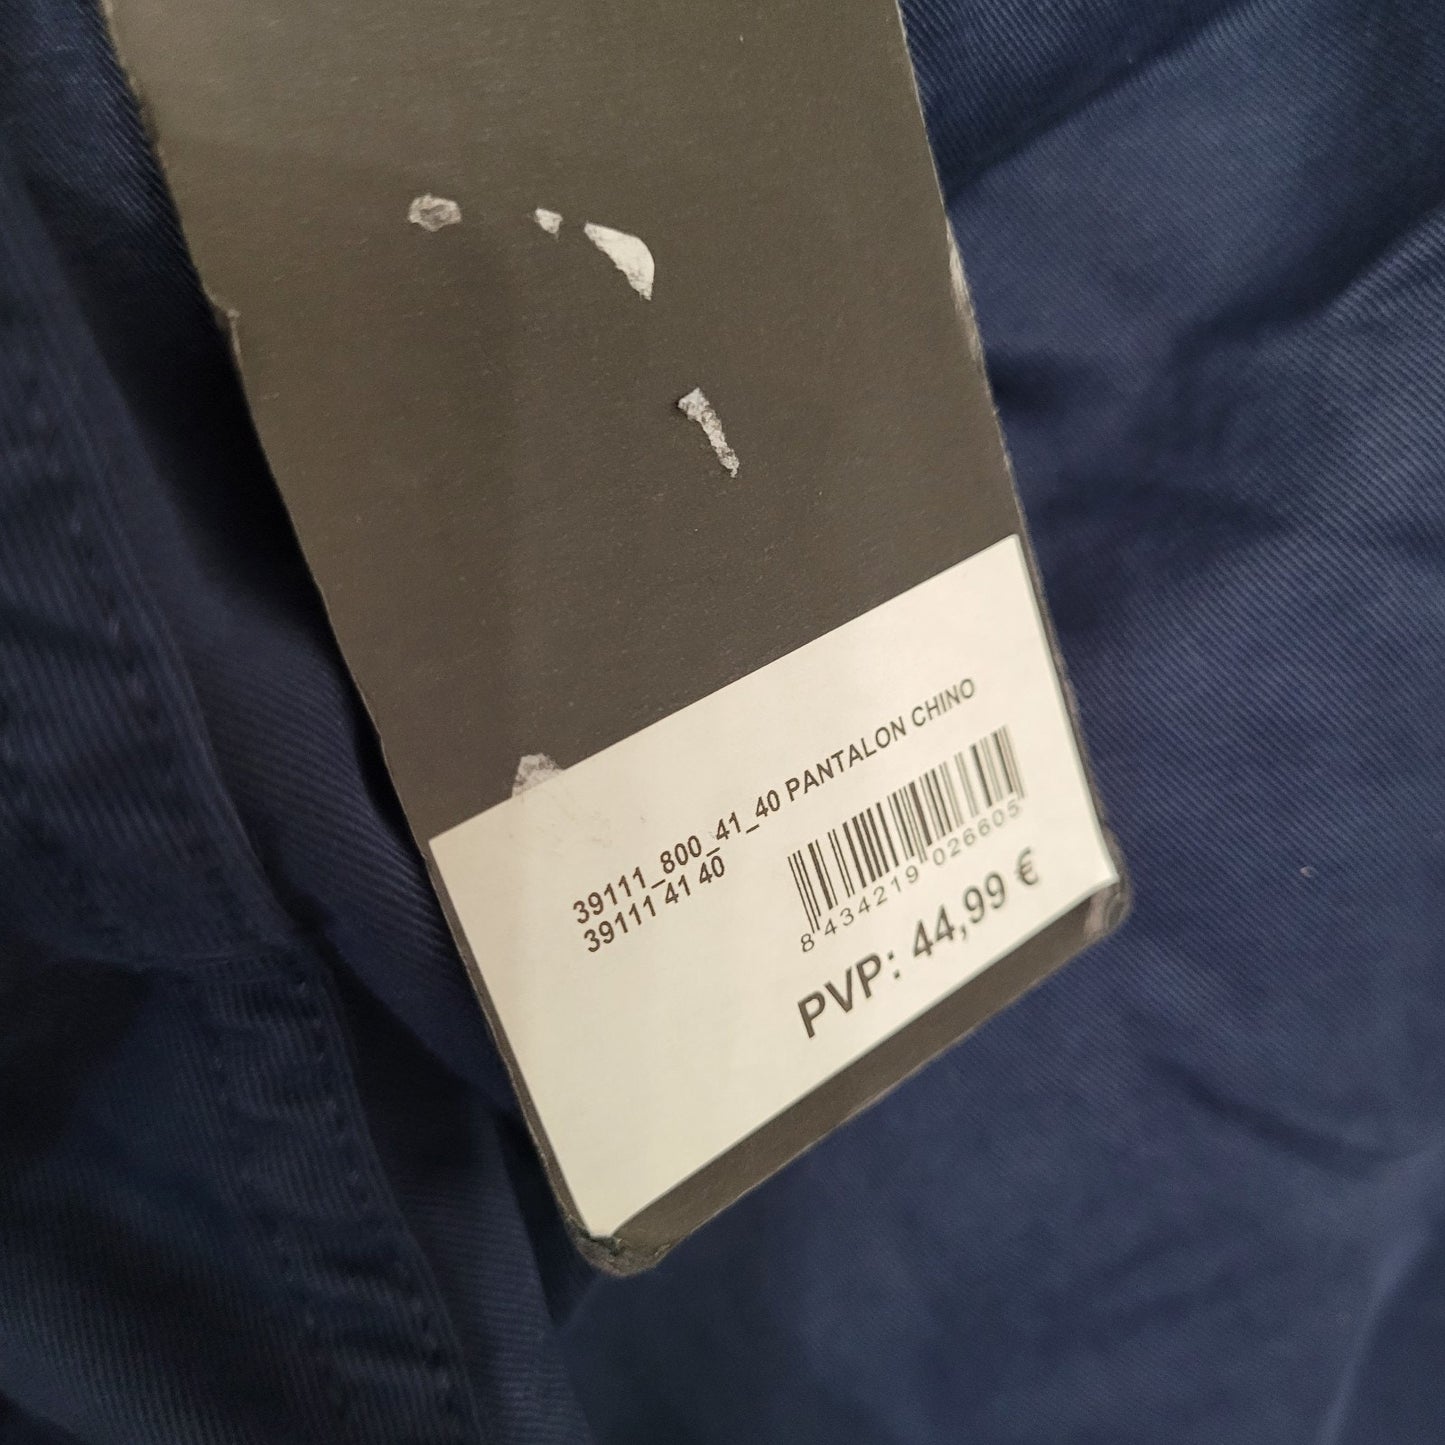 39111_800_41_40 PANTALON CHINO
39111 41 40
8 434219 026605
PVP: 44,99 €